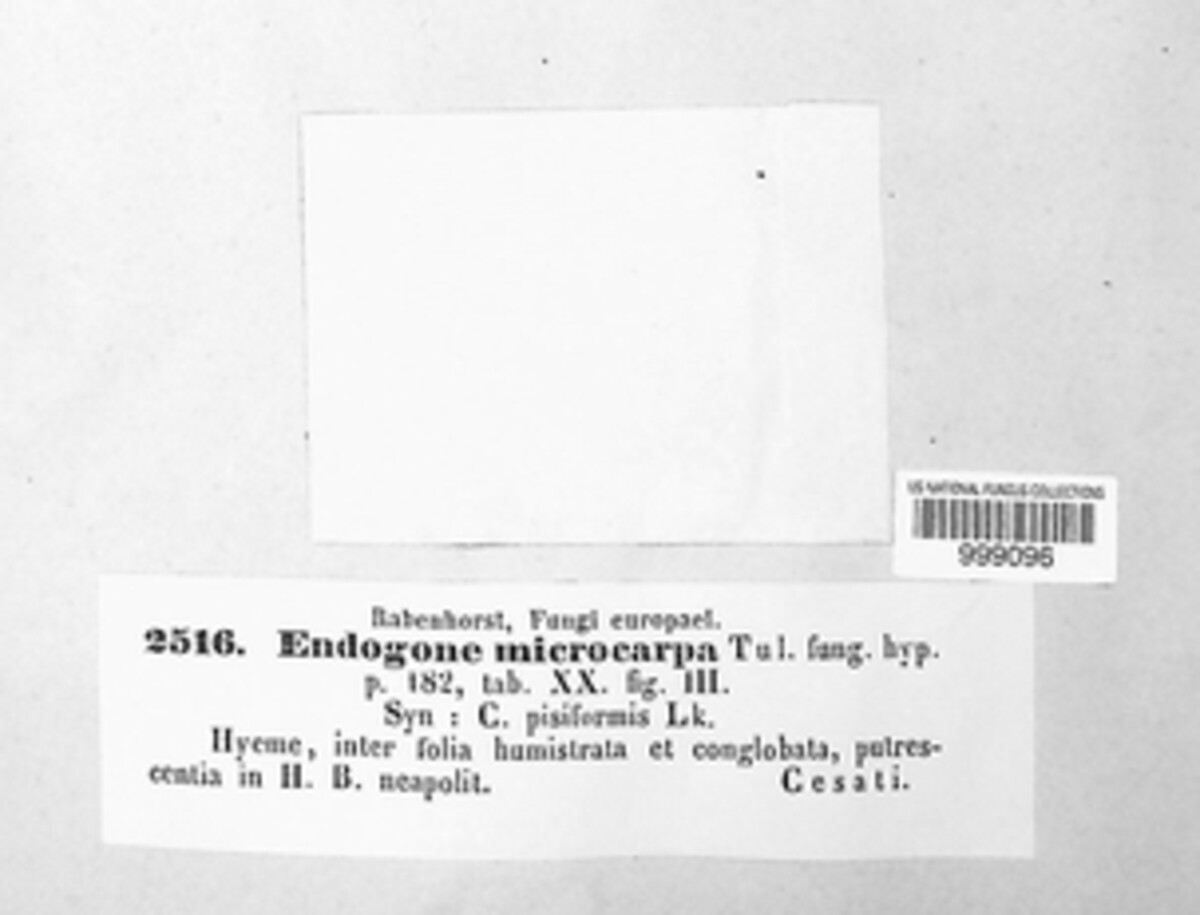 US NATIONAL FUNGUS COLLECTIONS
999096
Rabenhorst, Fungi europaei.
2516. Endogone microcarpa Tul. fung. hyp.
p. 182, tab. XX. fig. III.
Syn : C. pisiformis Lk.
Hyeme, inter folia humistrata et conglobata, putres-
centia in H. B. neapolit. Cesati.